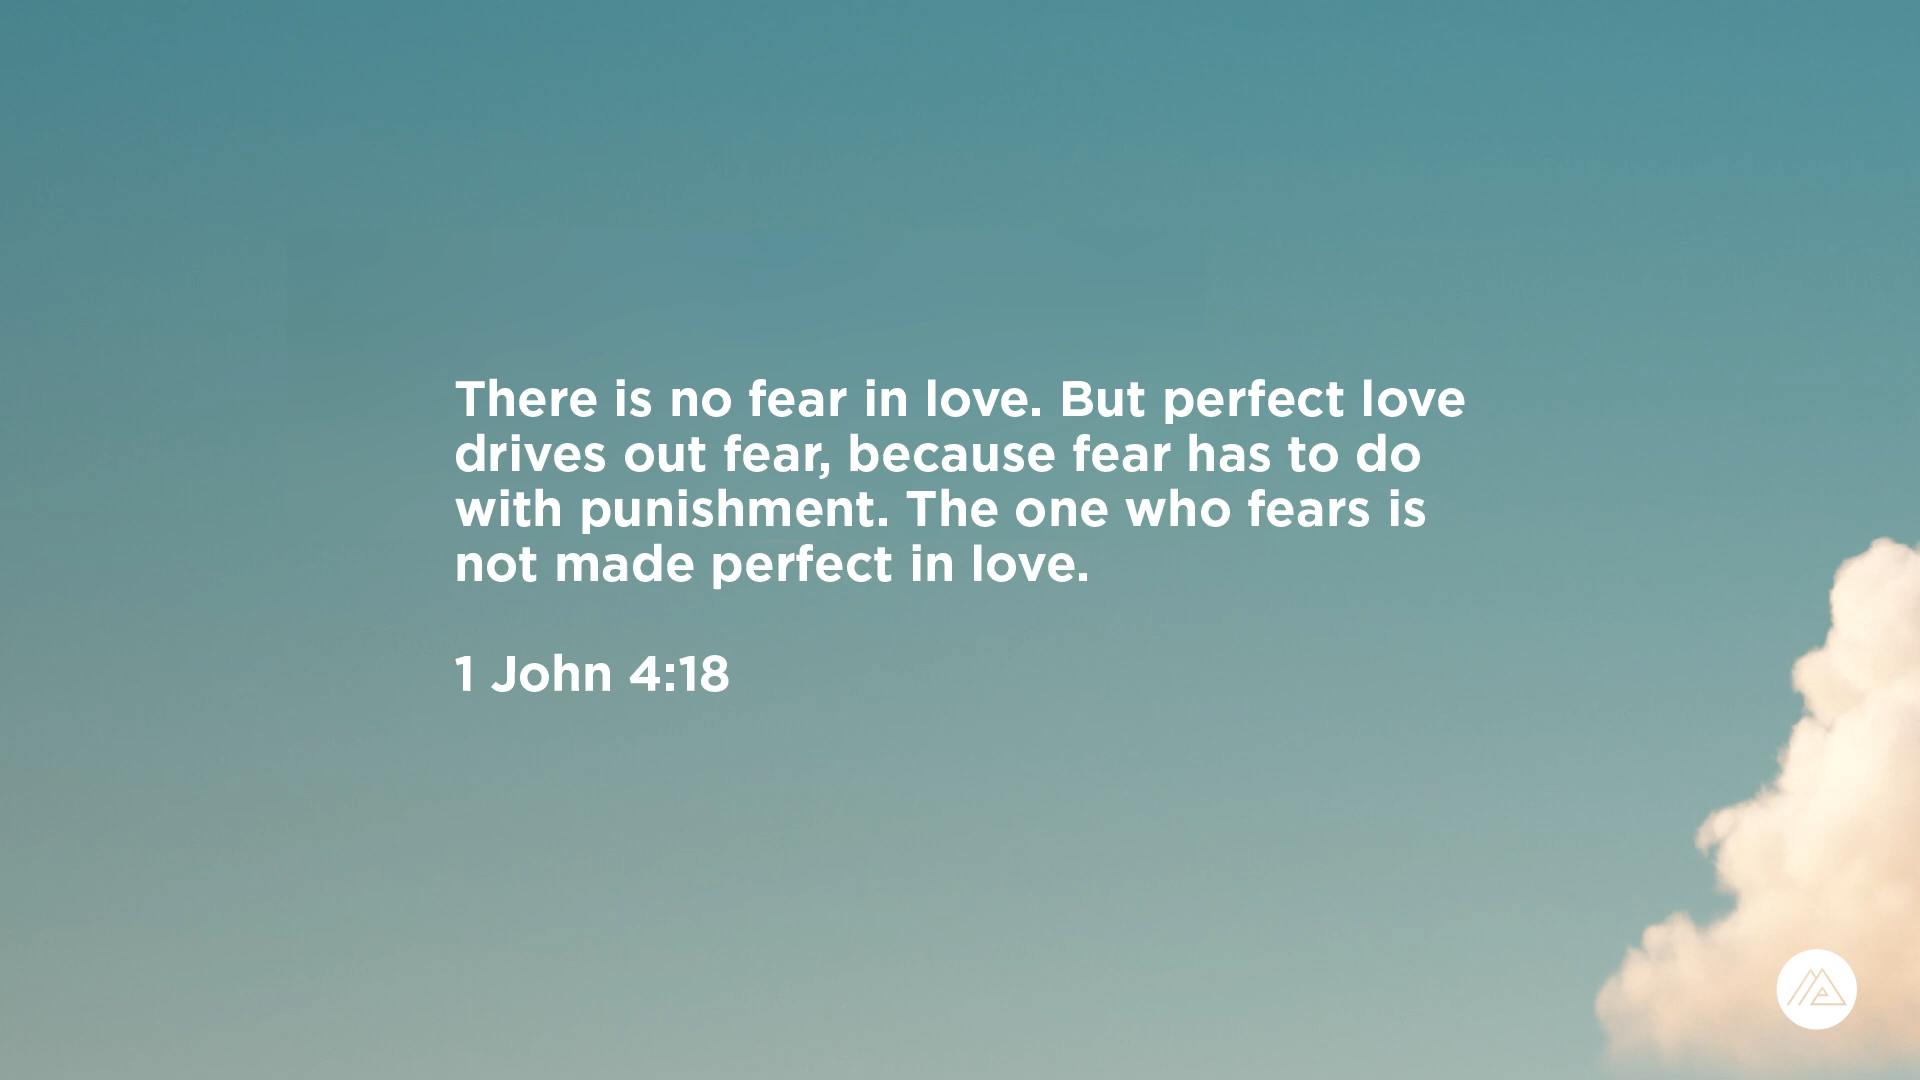 There is no fear in love. But perfect love
drives out fear, because fear has to do
with punishment. The one who fears is
not made perfect in love.
1 John 4:18